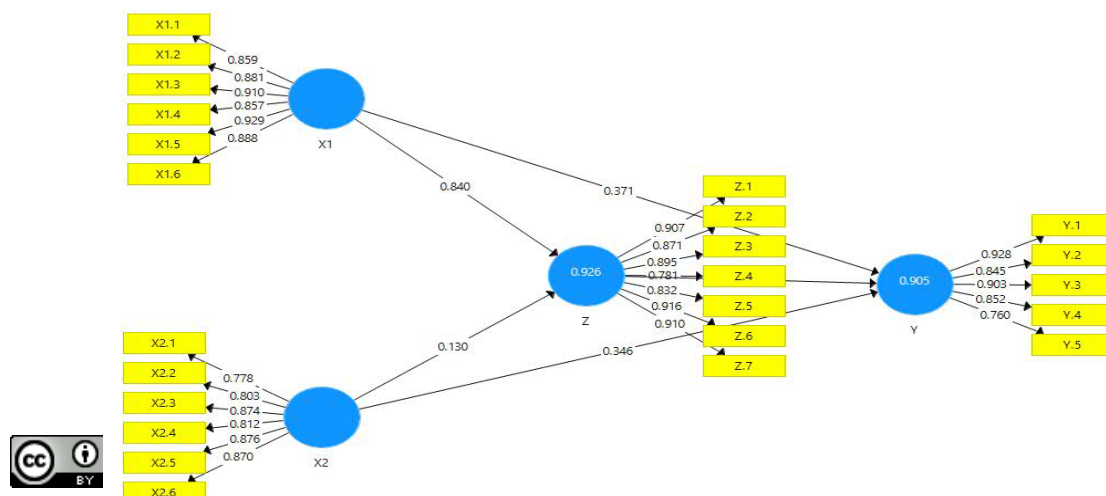 X1.1
X1.2
X1.3
X1.4
X1.5
X1.6
0.859
0.881
0.910
0.857
0.929
0.888
X1
0.840
0.371
Z.1
Z.2
Z.3
Z.4
Z.5
Z.6
Z.7
0.907
0.871
0.895
0.781
0.832
0.916
0.910
0.926
Z
0.905
Y
0.928
0.845
0.903
0.852
0.760
Y.1
Y.2
Y.3
Y.4
Y.5
0.130
0.346
X2.1
X2.2
X2.3
X2.4
X2.5
X2.6
0.778
0.803
0.874
0.812
0.876
0.870
X2
cc
BY